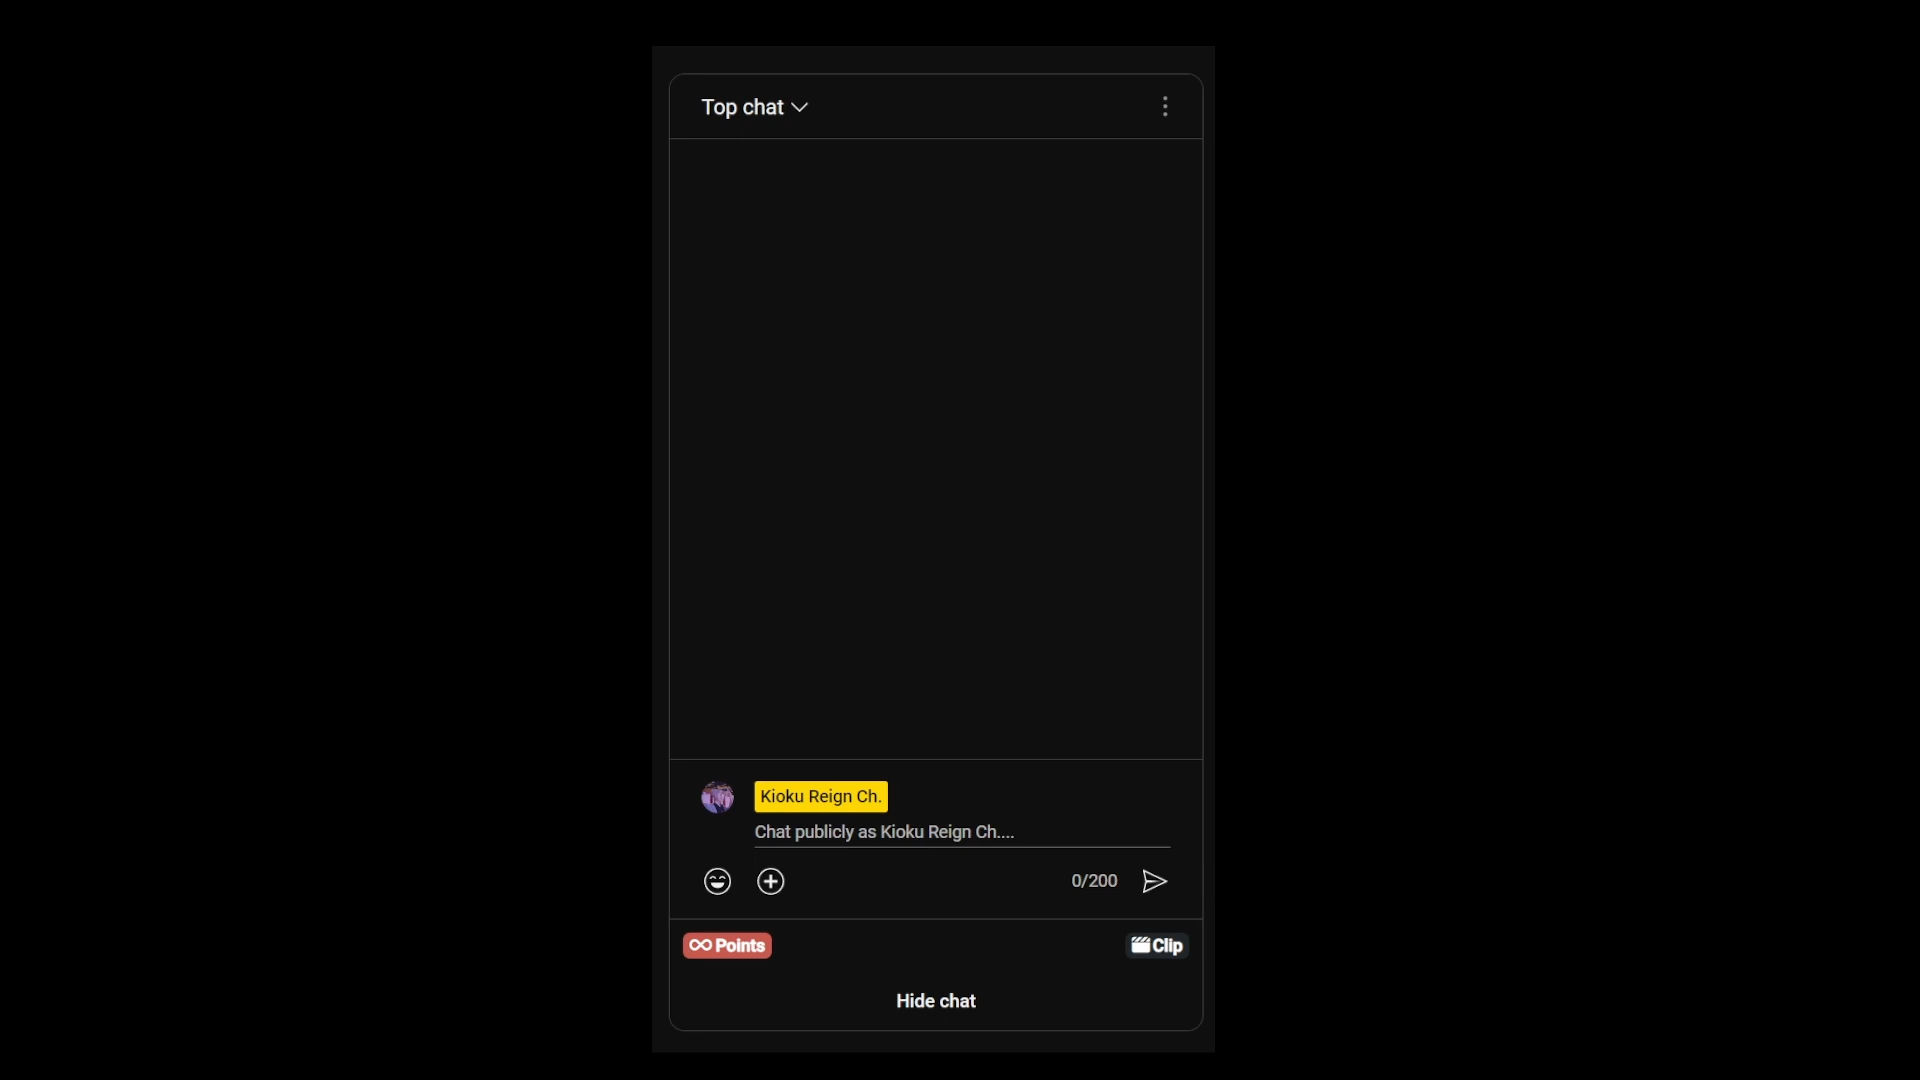 Top chat
Kioku Reign Ch.
Chat publicly as Kioku Reign Ch....
0/200
Points
Clip
Hide chat